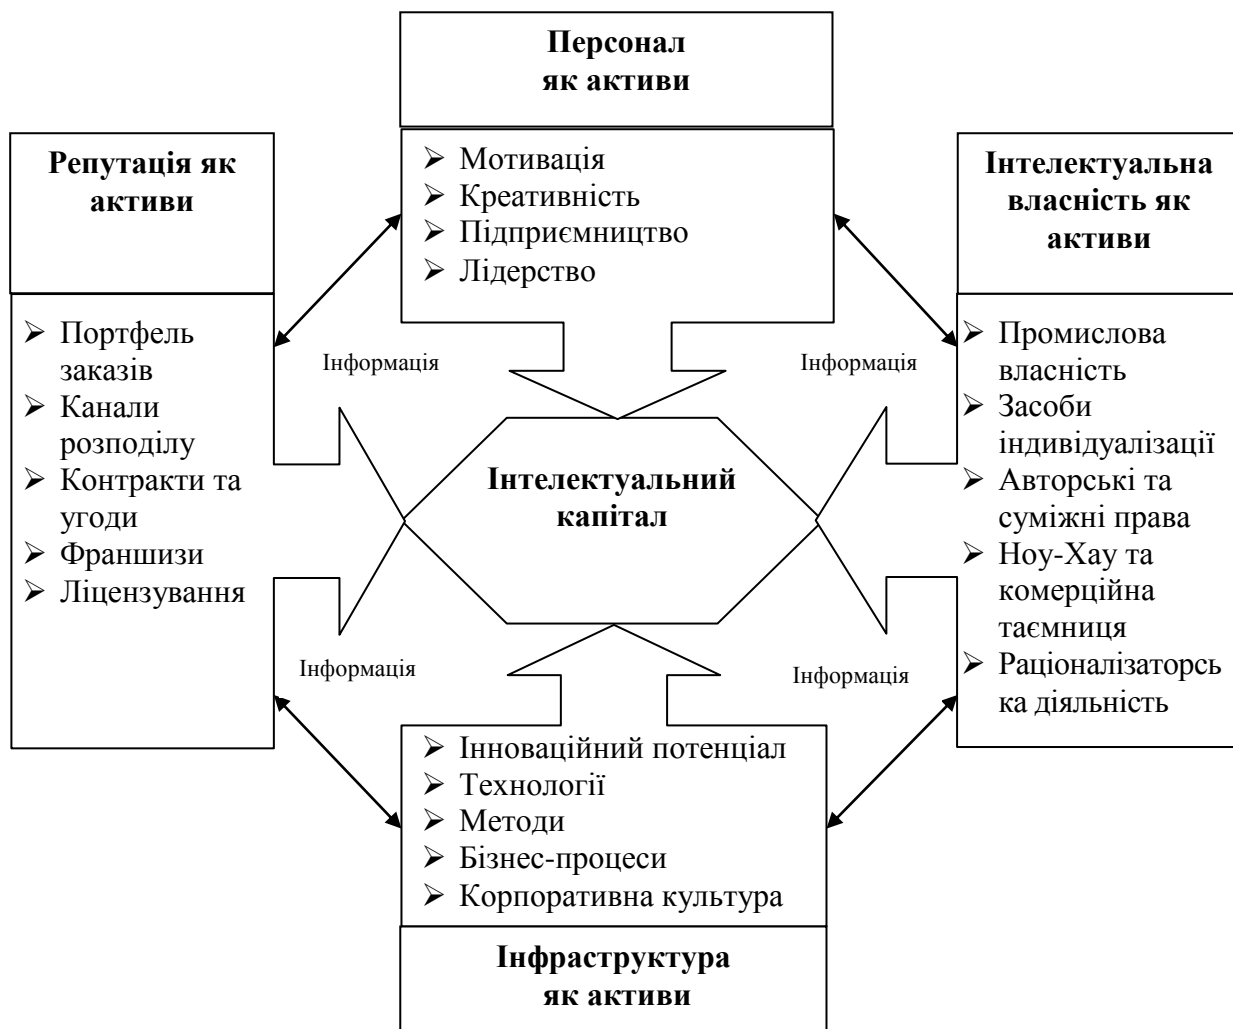 Персонал
як активи
Мотивація
Креативність
Підприємництво
Лідерство
Репутація як
активи
Портфель
заказів
Канали
розподілу
Контракти та
угоди
Франшизи
Ліцензування
Інтелектуальна
власність як
активи
Промислова
власність
Засоби
індивідуалізації
Авторські та
суміжні права
Ноу-Хау та
комерційна
таємниця
Раціоналізаторсь
ка діяльність
Інформація
Інформація
Інтелектуальний
капітал
Інформація
Інформація
Інноваційний потенціал
Технології
Методи
Бізнес-процеси
Корпоративна культура
Інфраструктура
як активи